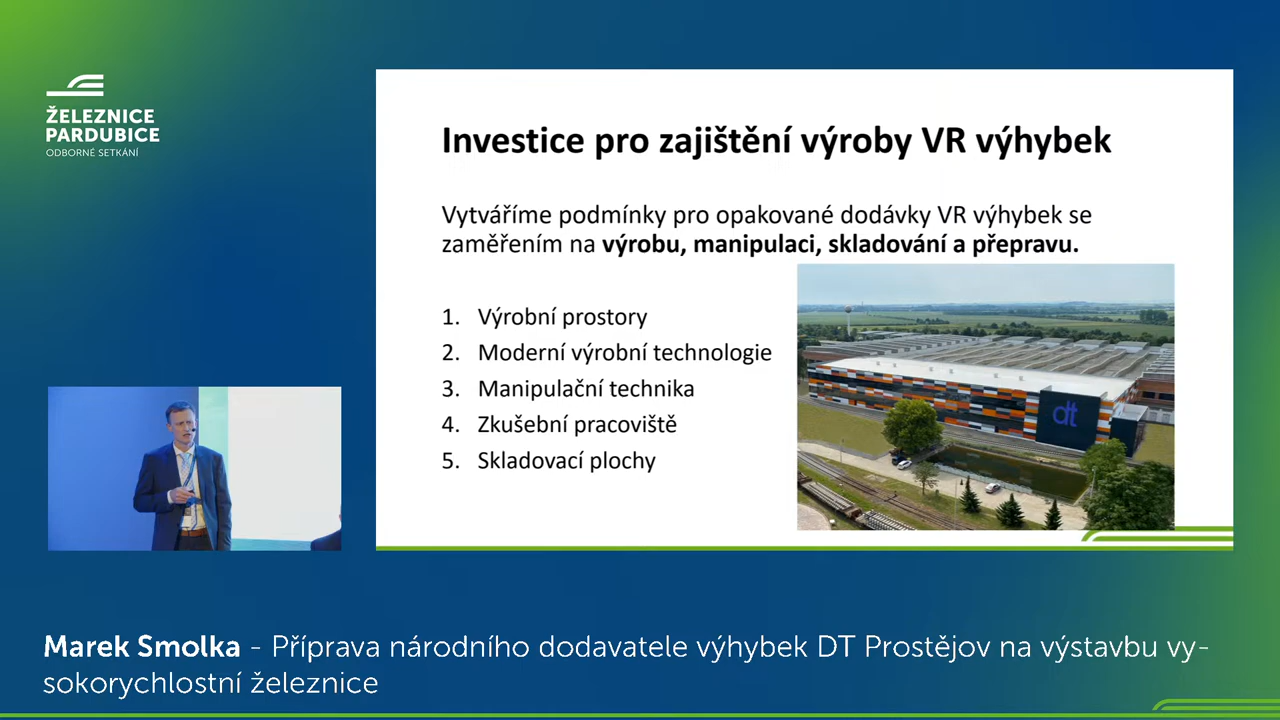 ŽELEZNICE
PARDUBICE
ODBORNÉ SETKÁNÍ
Investice pro zajištění výroby VR výhybek
Vytváříme podmínky pro opakované dodávky VR výhybek se
zaměřením na výrobu, manipulaci, skladování a přepravu.
1. Výrobní prostory
2. Moderní výrobní technologie
3. Manipulační technika
4. Zkušební pracoviště
5. Skladovací plochy
dt
Marek Smolka - Příprava národního dodavatele výhybek DT Prostějov na výstavbu vy-
sokorychlostní železnice